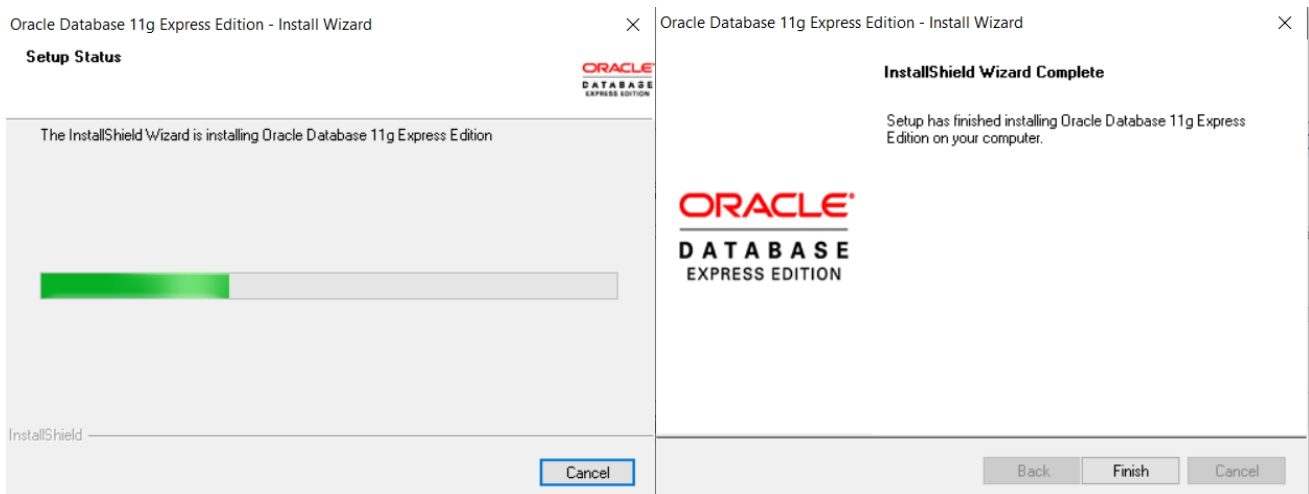 Oracle Database 11g Express Edition - Install Wizard
Setup Status
ORACLE
DATABASE
EXPRESS EDITION
The InstallShield Wizard is installing Oracle Database 11g Express Edition
InstallShield
Cancel
Oracle Database 11g Express Edition - Install Wizard
InstallShield Wizard Complete
Setup has finished installing Oracle Database 11g Express
Edition on your computer.
ORACLE
DATABASE
EXPRESS EDITION
Back Finish Cancel